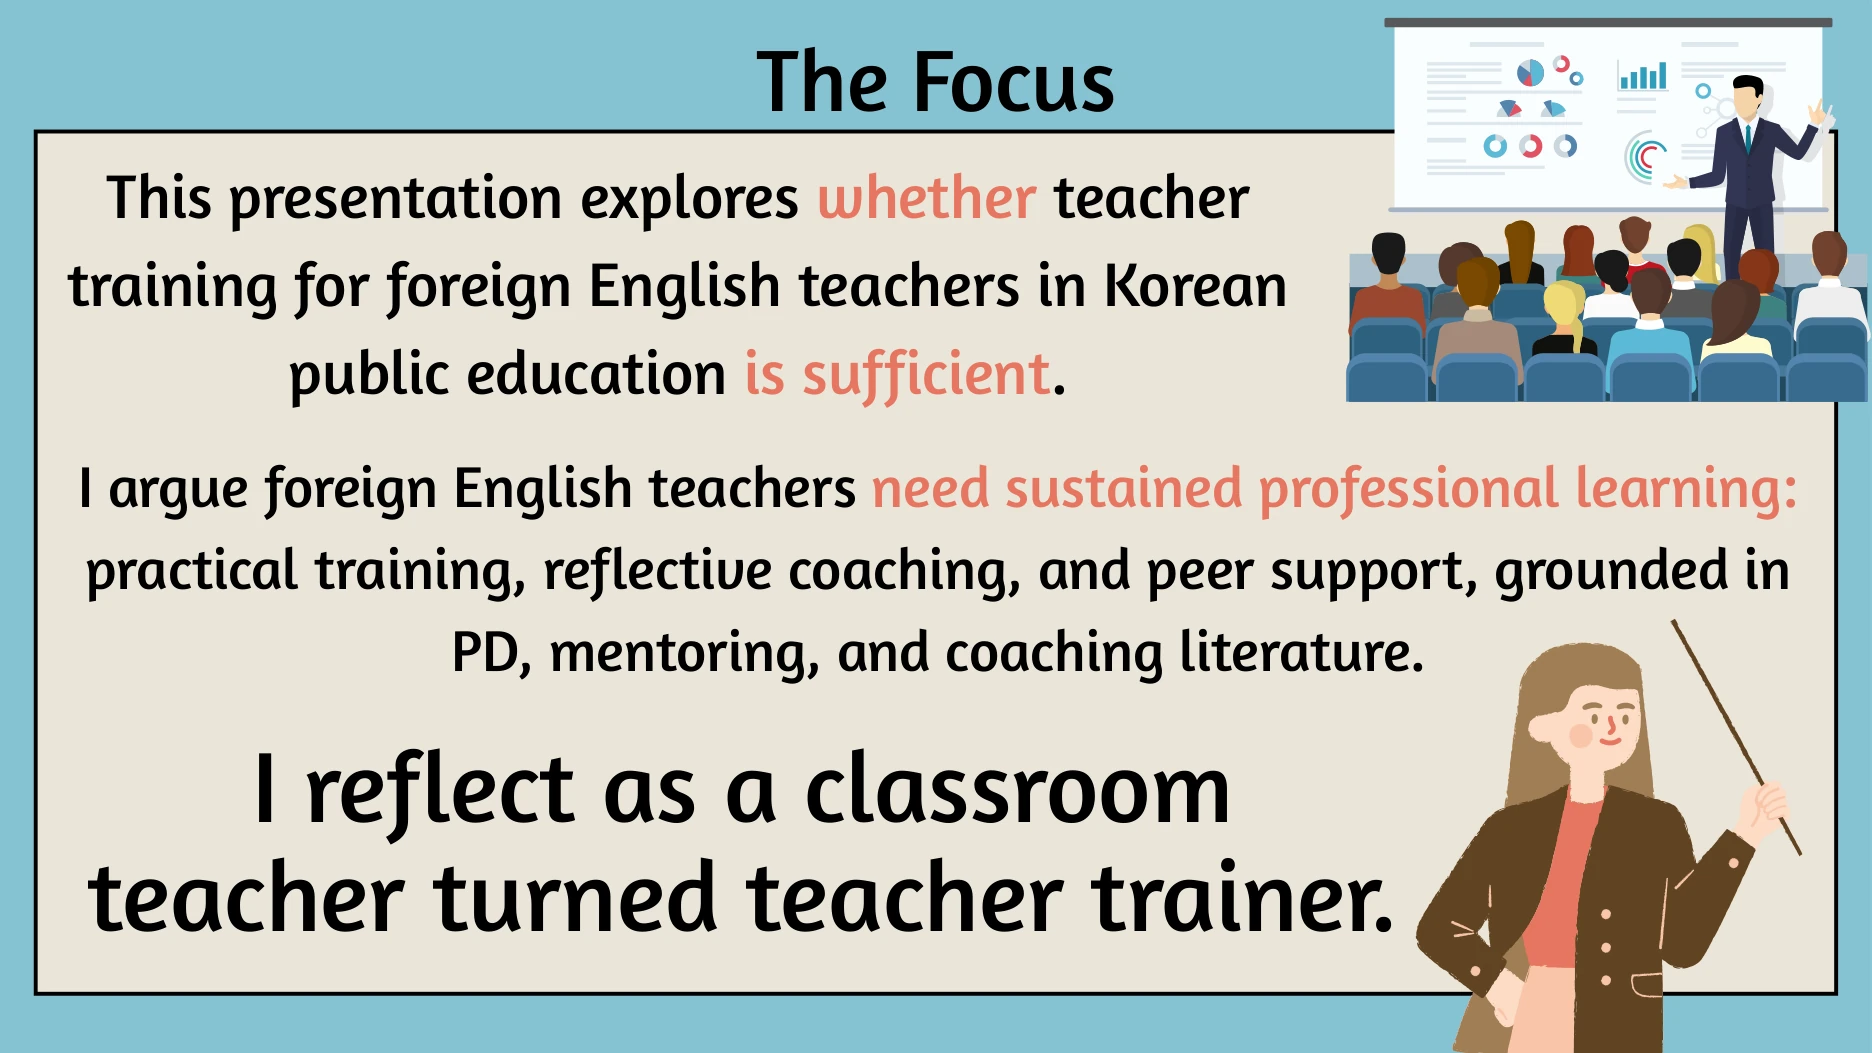 The Focus
This presentation explores whether teacher
training for foreign English teachers in Korean
public education is sufficient.
I argue foreign English teachers need sustained professional learning:
practical training, reflective coaching, and peer support, grounded in
PD, mentoring, and coaching literature.
I reflect as a classroom
teacher turned teacher trainer.